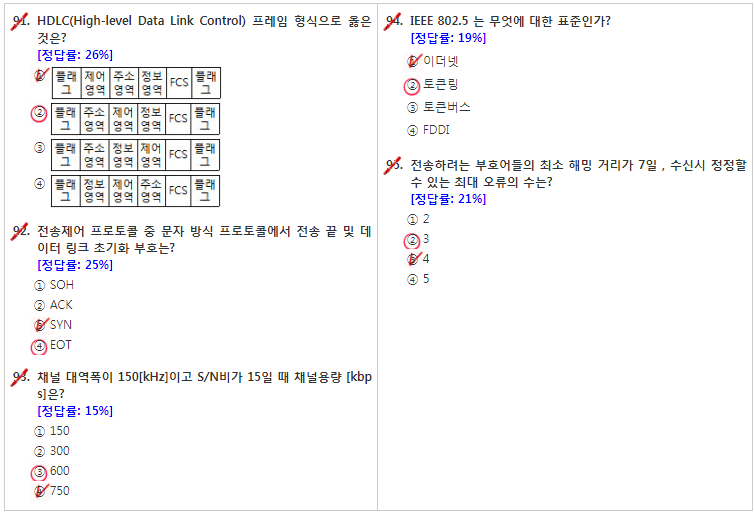 91. HDLC(High-level Data Link Control) 프레임 형식으로 옳은
것은?
[정답률: 26%]
① 플래그 제어영역 주소영역 정보영역 FCS 플래그
② 플래그 주소영역 제어영역 정보영역 FCS 플래그
③ 플래그 주소영역 정보영역 제어영역 FCS 플래그
④ 플래그 정보영역 제어영역 주소영역 FCS 플래그
92. 전송제어 프로토콜 중 문자 방식 프로토콜에서 전송 끝 및 데
이터 링크 초기화 부호는?
[정답률: 25%]
① SOH
② ACK
③ SYN
④ EOT
93. 채널 대역폭이 150[kHz]이고 S/N비가 15일 때 채널용량 [kbp
s]은?
[정답률: 15%]
① 150
② 300
③ 600
④ 750
94. IEEE 802.5 는 무엇에 대한 표준인가?
[정답률: 19%]
① 이더넷
② 토큰링
③ 토큰버스
④ FDDI
95. 전송하려는 부호어들의 최소 해밍 거리가 7일 , 수신시 정정할
수 있는 최대 오류의 수는?
[정답률: 21%]
① 2
② 3
③ 4
④ 5